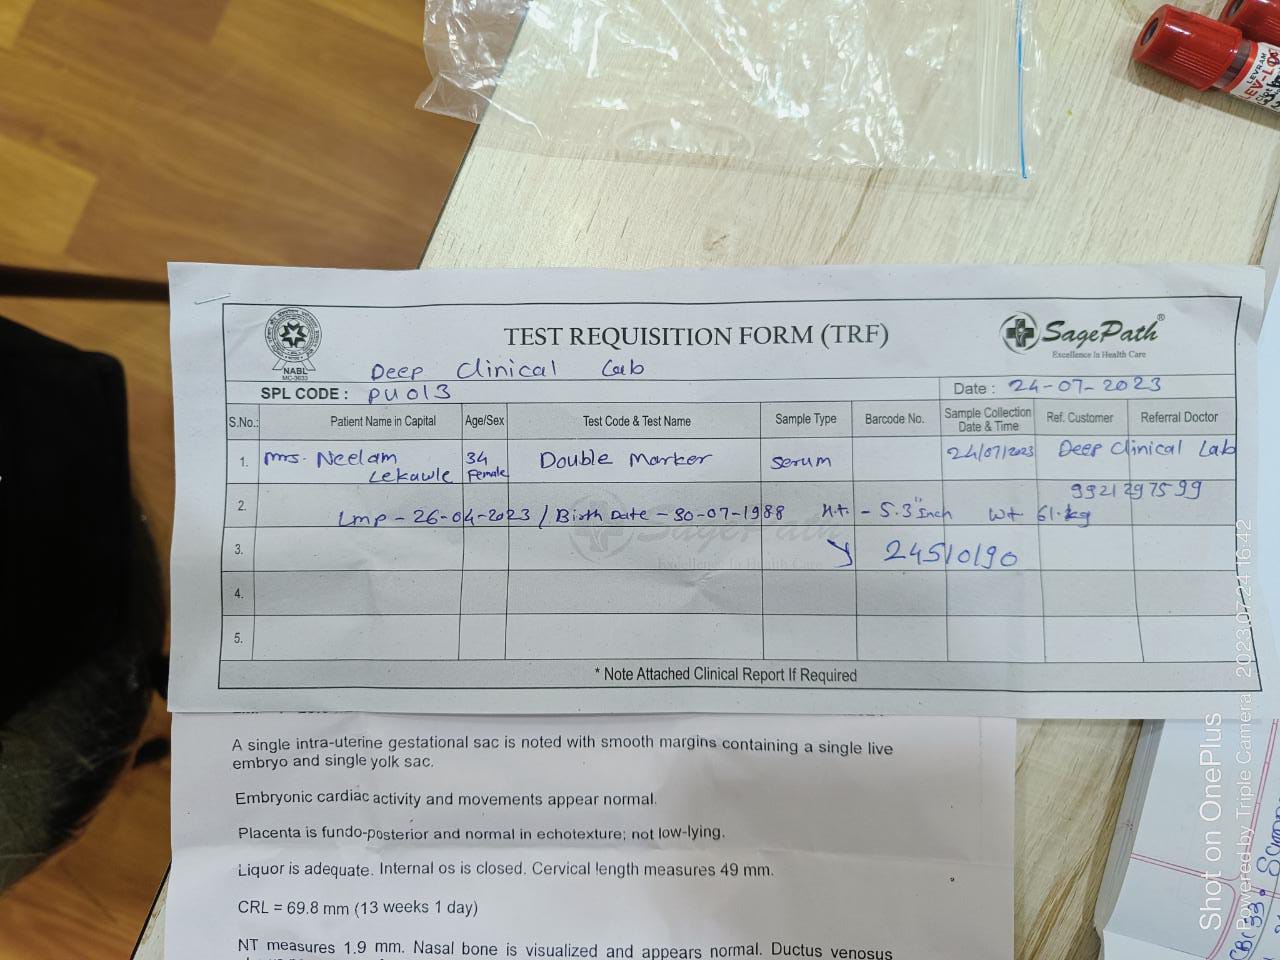 LEVRAM
LEV-L
NABL
MC-3633
TEST REQUISITION FORM (TRF)
SagePath®
Excellence In Health Care
Deep Clinical Lab
SPL CODE : PU013
Date : 24-07-2023
S.No.: Patient Name in Capital Age/Sex Test Code & Test Name Sample Type Barcode No. Sample Collection Date & Time Ref. Customer Referral Doctor
1. Mrs. Neelam Lekawle 34 Female Double Marker Serum 24/07/2023 Deep Clinical Lab
9921297599
2. Lmp - 26-04-2023 / Birth Date - 30-07-1988 H.t. - 5.3" Inch Wt 61.kg
3. 24510190
4.
5.
* Note Attached Clinical Report If Required
A single intra-uterine gestational sac is noted with smooth margins containing a single live
embryo and single yolk sac.
Embryonic cardiac activity and movements appear normal.
Placenta is fundo-posterior and normal in echotexture; not low-lying.
Liquor is adequate. Internal os is closed. Cervical length measures 49 mm.
CRL = 69.8 mm (13 weeks 1 day)
NT measures 1.9 mm. Nasal bone is visualized and appears normal. Ductus venosus
Shot on OnePlus
Powered by Triple Camera 2023.07.24 16:42